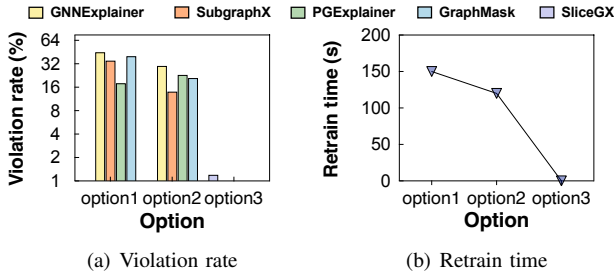 GNNExplainer SubgraphX PGExplainer GraphMask SliceGX
Violation rate (%)
64
32
16
8
4
2
1
option1 option2 option3
Option
(a) Violation rate
Retrain time (s)
200
150
100
50
0
option1 option2 option3
Option
(b) Retrain time